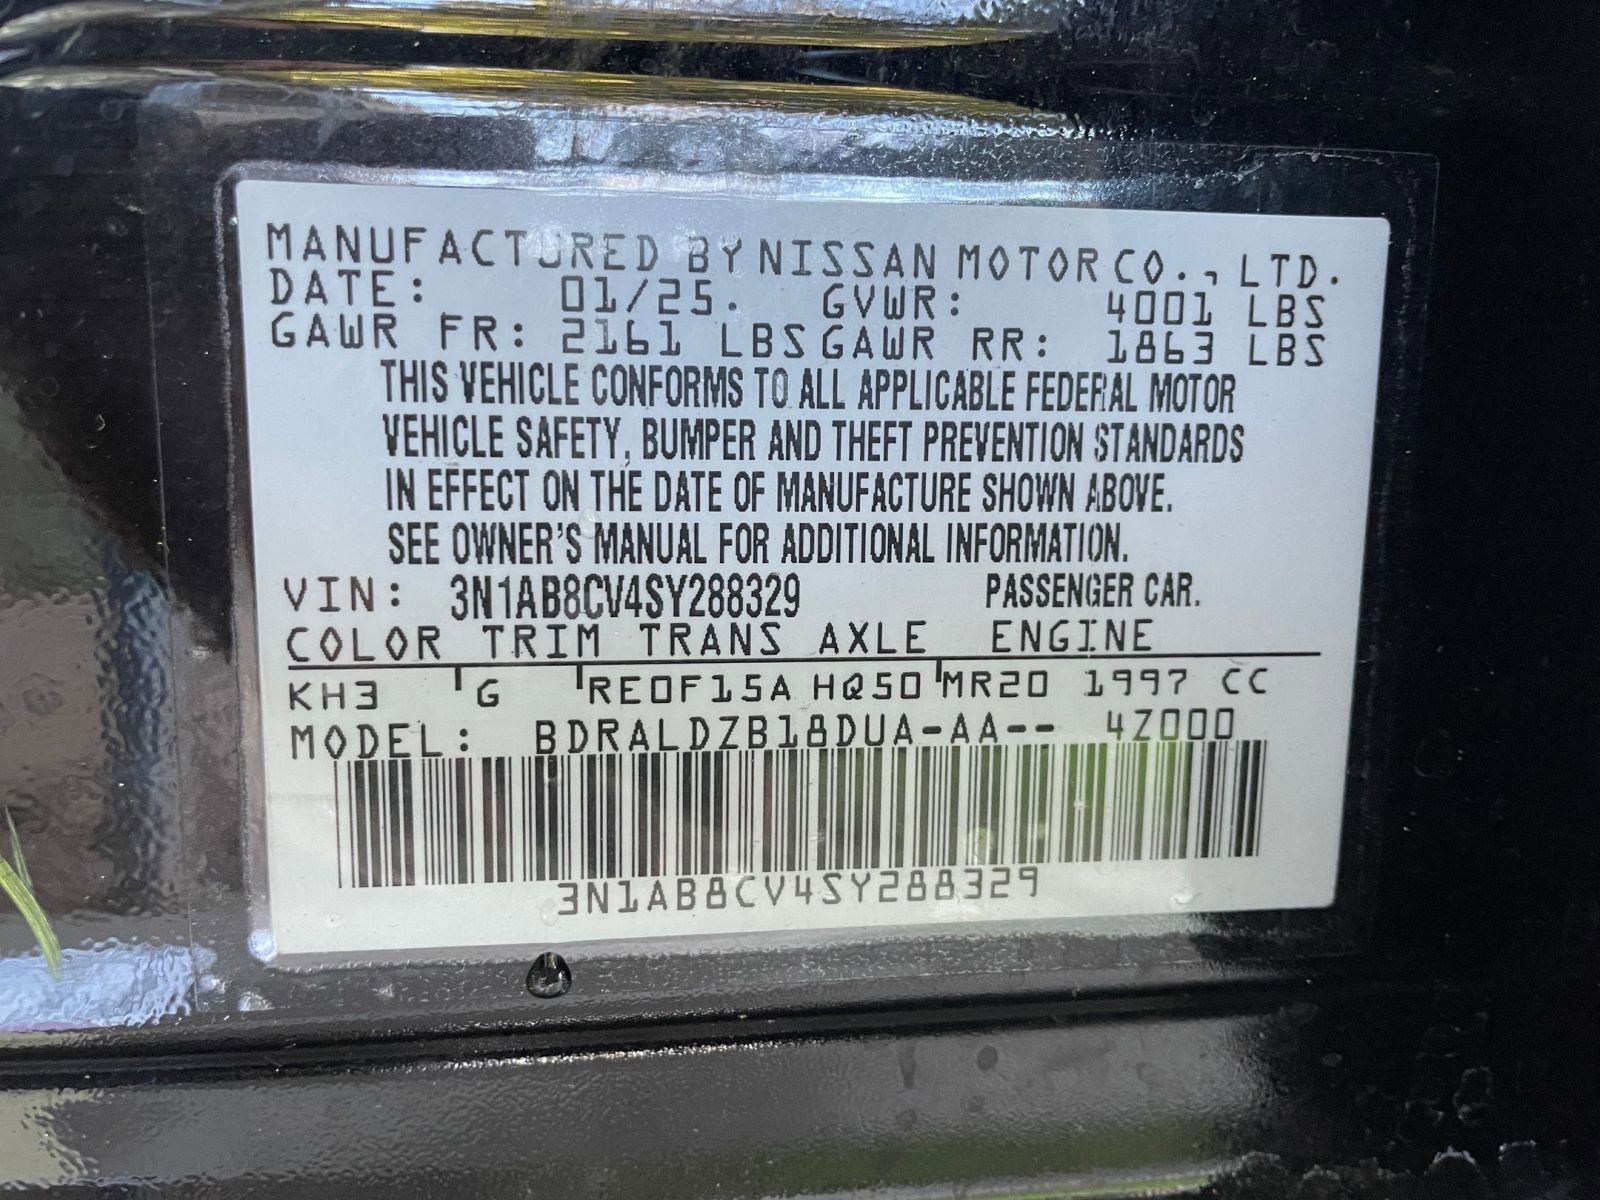 MANUFACTURED BY NISSAN MOTOR CO., LTD.
DATE: 01/25. GVWR: 4001 LBS
GAWR FR: 2161 LBS GAWR RR: 1863 LBS
THIS VEHICLE CONFORMS TO ALL APPLICABLE FEDERAL MOTOR
VEHICLE SAFETY, BUMPER AND THEFT PREVENTION STANDARDS
IN EFFECT ON THE DATE OF MANUFACTURE SHOWN ABOVE.
SEE OWNER'S MANUAL FOR ADDITIONAL INFORMATION.
VIN: 3N1AB8CV4SY288329 PASSENGER CAR.
COLOR TRIM TRANS AXLE ENGINE
KH3 G RE0F15A HQ50 MR20 1997 CC
MODEL: BDRALDZB18DUA-AA-- 4Z000
3N1AB8CV4SY288329